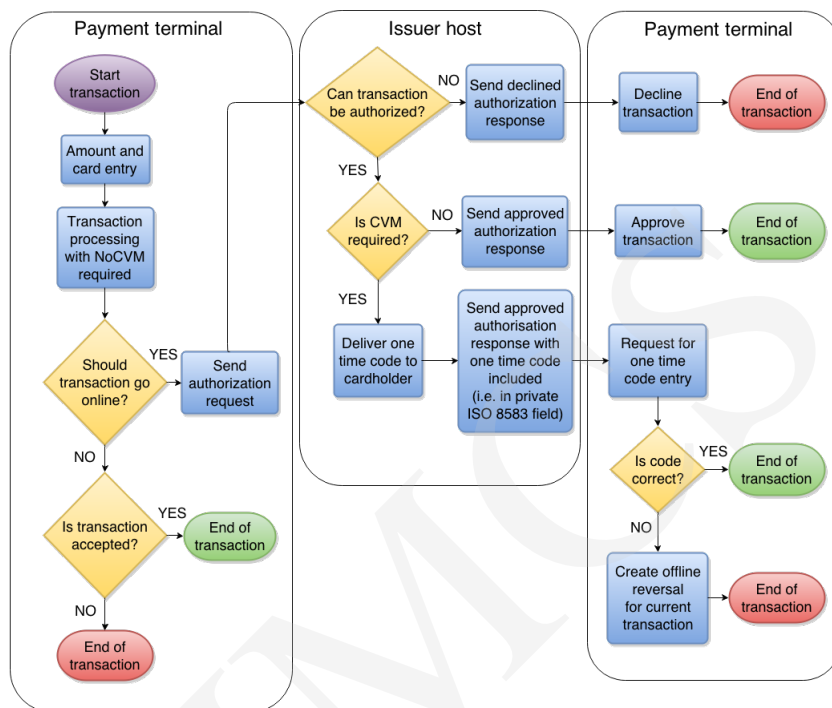 Payment terminal
Start
transaction
Amount and
card entry
Transaction
processing
with NoCVM
required
Should
transaction go
online?
YES
Send
authorization
request
NO
Is transaction
accepted?
YES
End of
transaction
NO
End of
transaction
Issuer host
Can transaction
be authorized?
NO
Send declined
authorization
response
YES
Is CVM
required?
NO
Send approved
authorization
response
YES
Deliver one
time code to
cardholder
Send approved
authorisation
response with
one time code
included
(i.e. in private
ISO 8583 field)
Payment terminal
Decline
transaction
End of
transaction
Approve
transaction
End of
transaction
Request for
one time
code entry
Is code
correct?
YES
End of
transaction
NO
Create offline
reversal
for current
transaction
End of
transaction